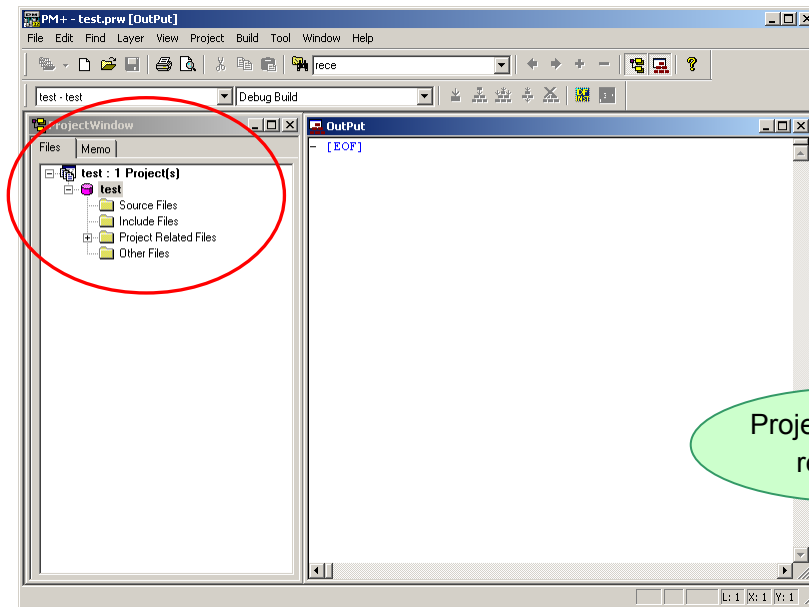 PM+ - test.prw [OutPut]
File Edit Find Layer View Project Build Tool Window Help
rece
test - test Debug Build
ProjectWindow
Files Memo
test : 1 Project(s)
test
Source Files
Include Files
Project Related Files
Other Files
OutPut
[EOF]
L: 1 X: 1 Y: 1